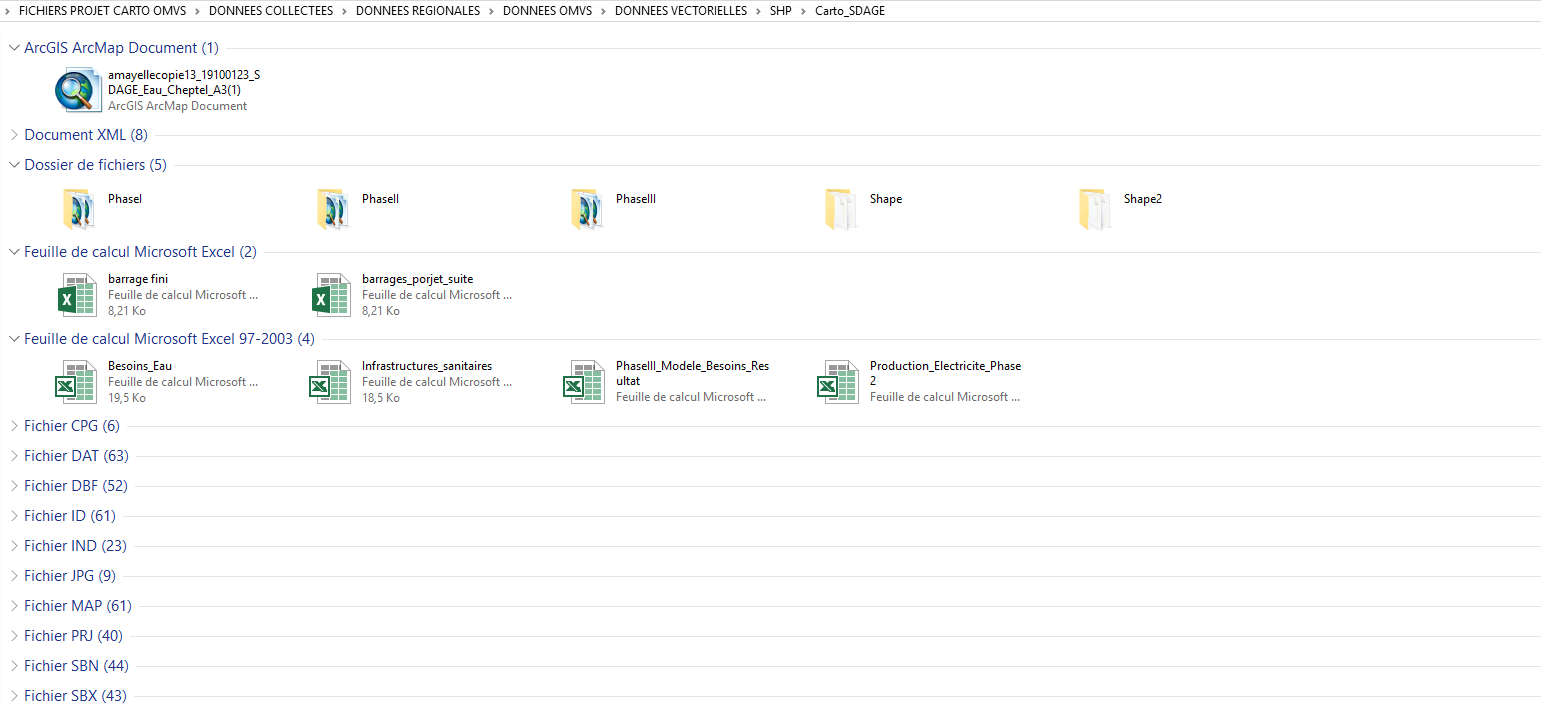 FICHIERS PROJET CARTO OMVS > DONNEES COLLECTEES > DONNEES REGIONALES > DONNEES OMVS > DONNEES VECTORIELLES > SHP > Carto_SDAGE
ArcGIS ArcMap Document (1)
amayellecopie13_19100123_S
DAGE_Eau_Cheptel_A3(1)
ArcGIS ArcMap Document
Document XML (8)
Dossier de fichiers (5)
PhaseI
PhaseII
PhaseIII
Shape
Shape2
Feuille de calcul Microsoft Excel (2)
barrage fini
Feuille de calcul Microsoft ...
8,21 Ko
barrages_porjet_suite
Feuille de calcul Microsoft ...
8,21 Ko
Feuille de calcul Microsoft Excel 97-2003 (4)
Besoins_Eau
Feuille de calcul Microsoft ...
19,5 Ko
Infrastructures_sanitaires
Feuille de calcul Microsoft ...
18,5 Ko
PhaseIII_Modele_Besoins_Res
ultat
Feuille de calcul Microsoft ...
Production_Electricite_Phase
2
Feuille de calcul Microsoft ...
Fichier CPG (6)
Fichier DAT (63)
Fichier DBF (52)
Fichier ID (61)
Fichier IND (23)
Fichier JPG (9)
Fichier MAP (61)
Fichier PRJ (40)
Fichier SBN (44)
Fichier SBX (43)